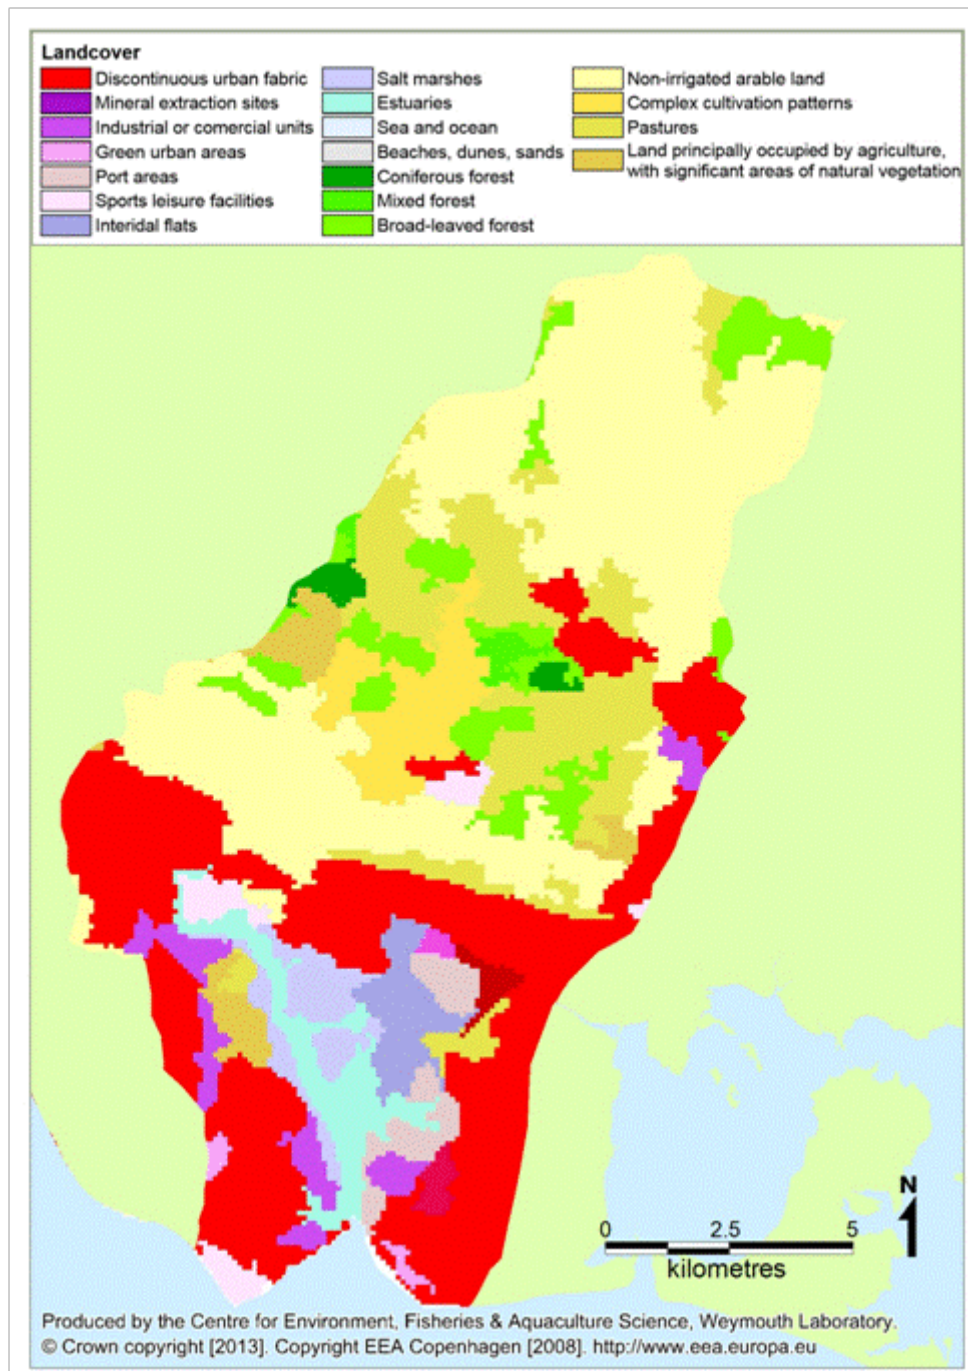 Landcover
Discontinuous urban fabric
Mineral extraction sites
Industrial or comercial units
Green urban areas
Port areas
Sports leisure facilities
Interidal flats
Salt marshes
Estuaries
Sea and ocean
Beaches, dunes, sands
Coniferous forest
Mixed forest
Broad-leaved forest
Non-irrigated arable land
Complex cultivation patterns
Pastures
Land principally occupied by agriculture,
with significant areas of natural vegetation
N
0 2.5 5
kilometres
Produced by the Centre for Environment, Fisheries & Aquaculture Science, Weymouth Laboratory.
© Crown copyright [2013]. Copyright EEA Copenhagen [2008]. http://www.eea.europa.eu